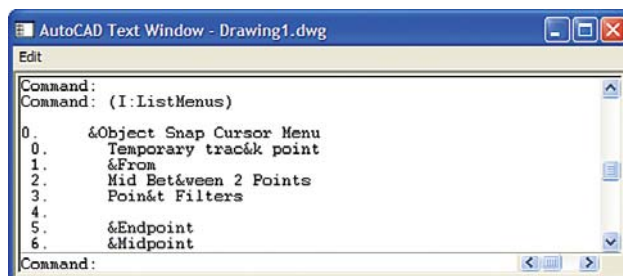 AutoCAD Text Window - Drawing1.dwg
Edit
Command:
Command: (I:ListMenus)
0. &Object Snap Cursor Menu
0. Temporary trac&k point
1. &From
2. Mid Bet&ween 2 Points
3. Poin&t Filters
4.
5. &Endpoint
6. &Midpoint
Command: